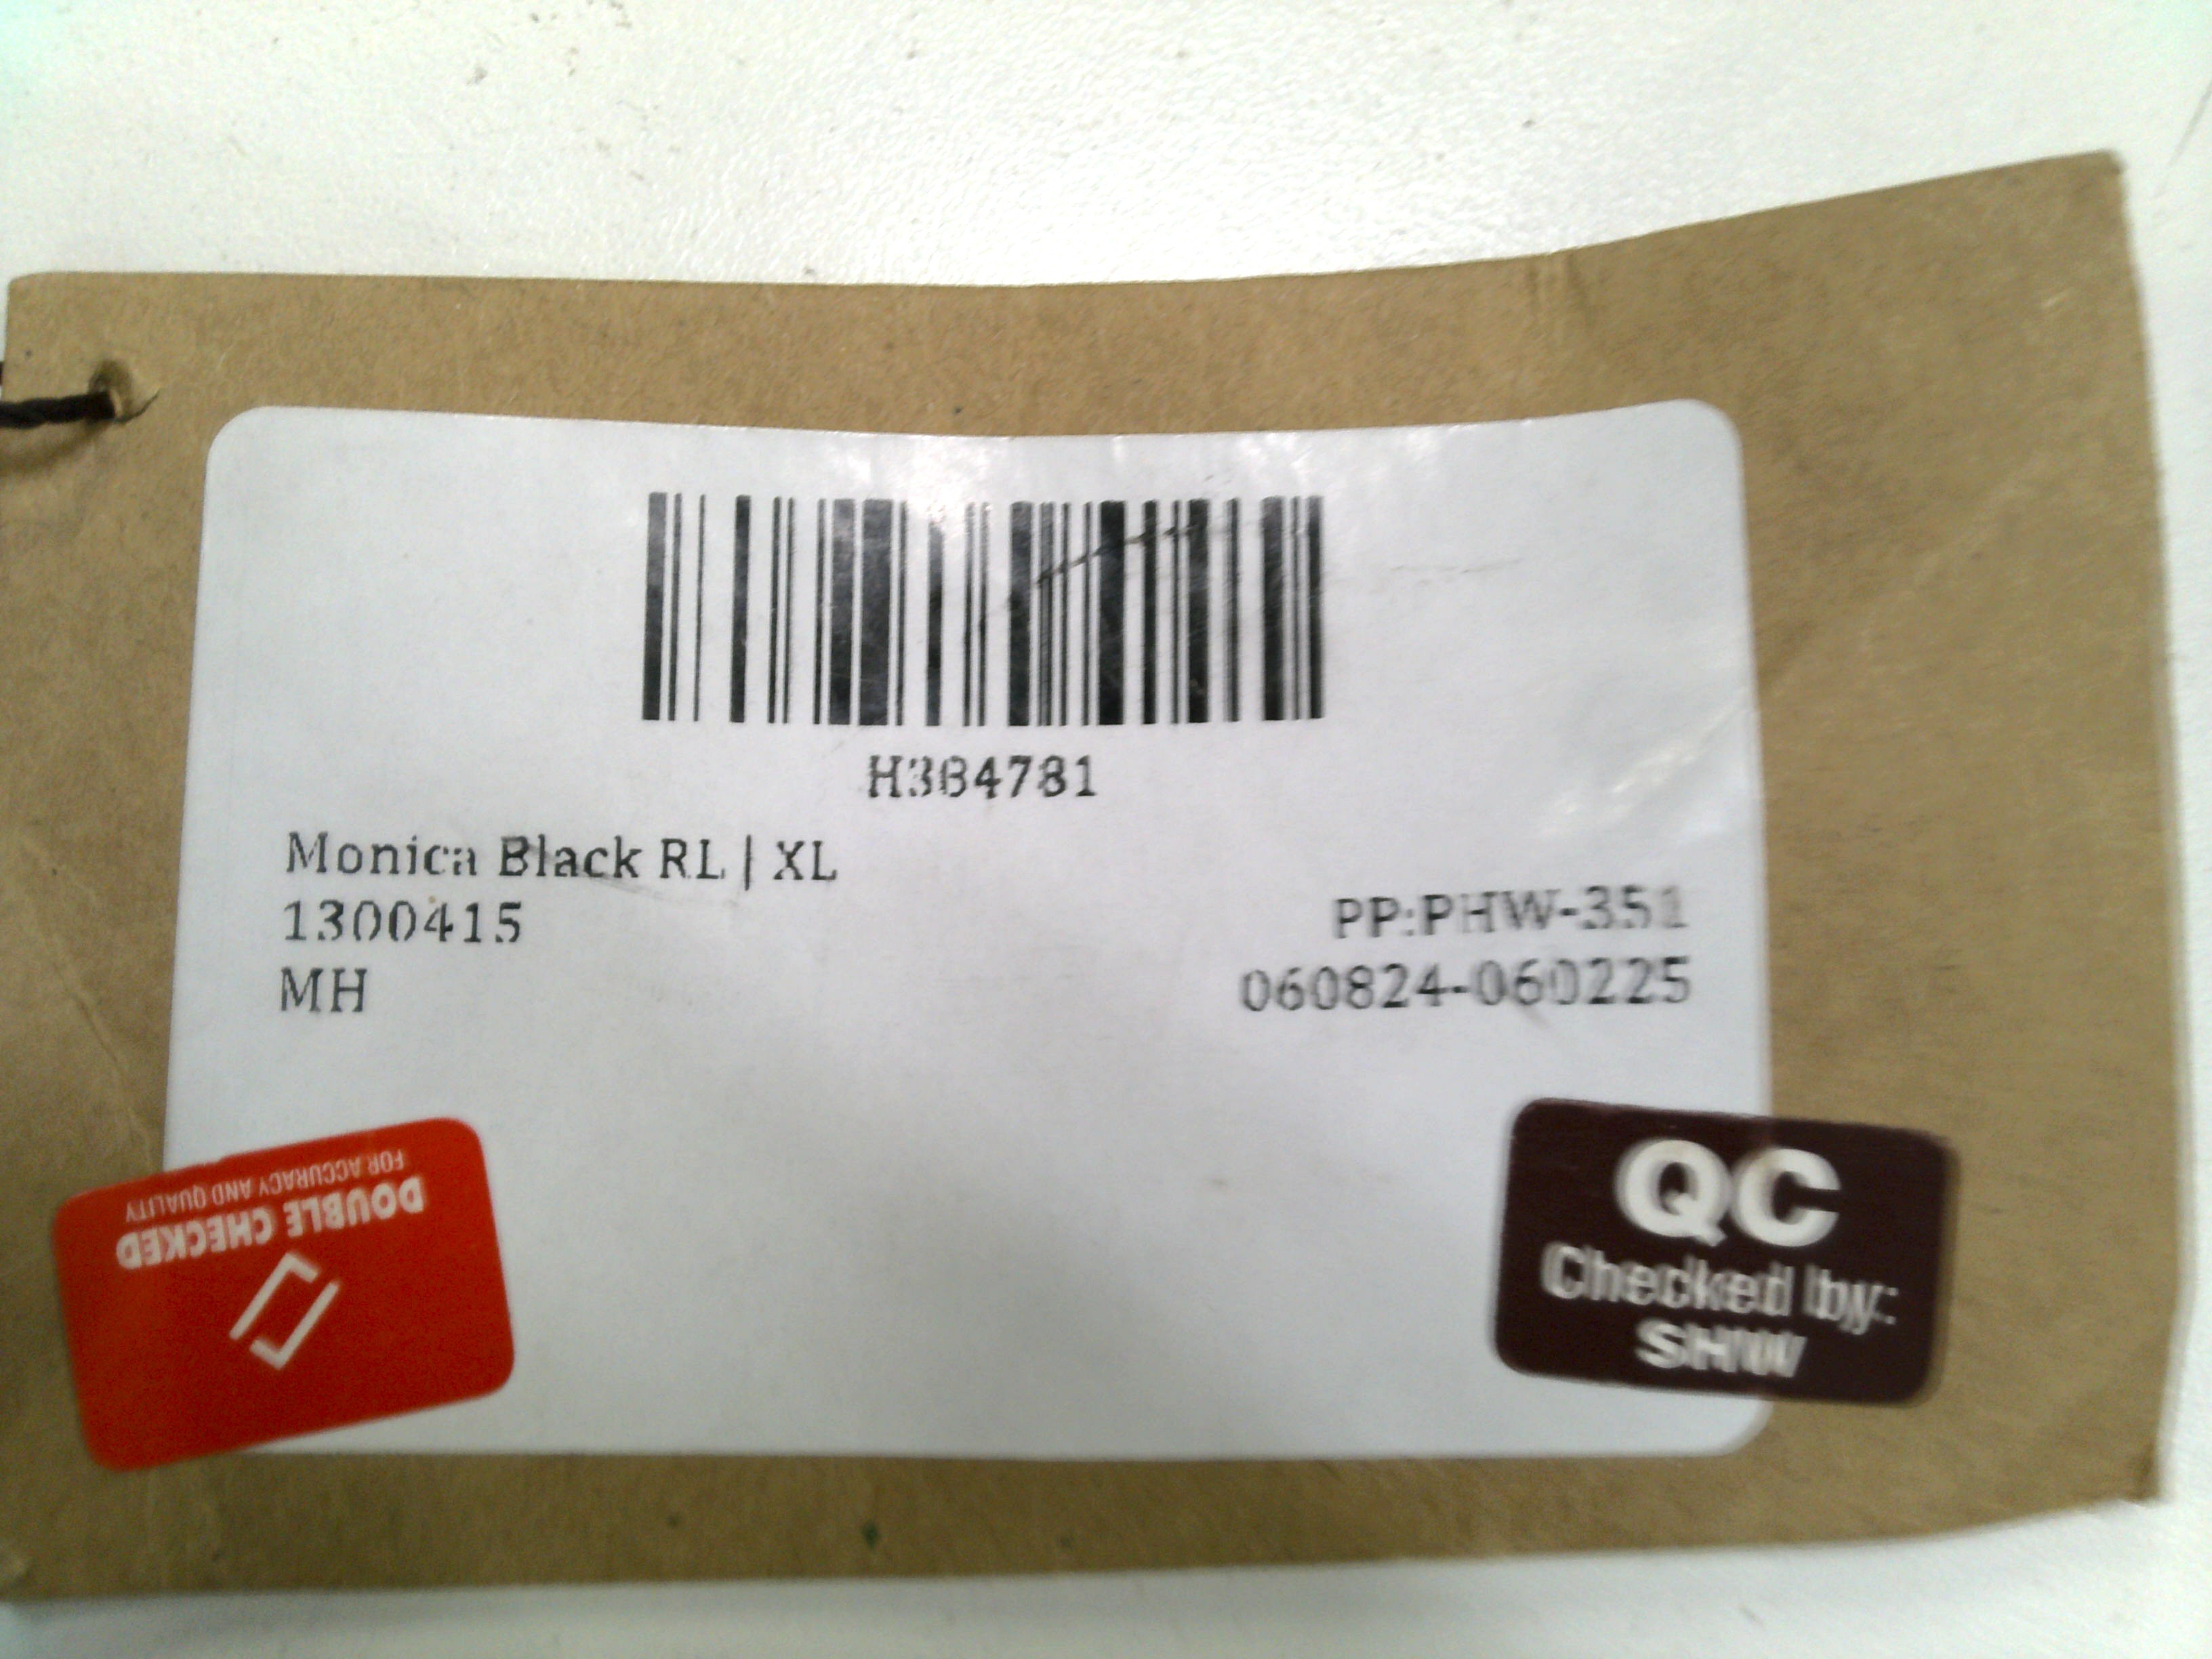 H384781
Monica Black RL | XL
1300415
MH
PP:PHW-351
060824-060225
DOUBLE CHECKED
FOR ACCURACY AND QUALITY
QC
Checked by:
SHW